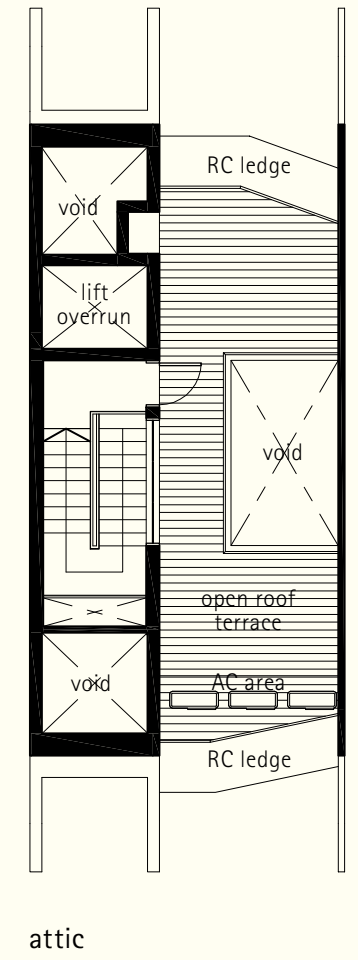 RC ledge
void
lift
overrun
void
open roof
terrace
void
AC area
RC ledge
attic